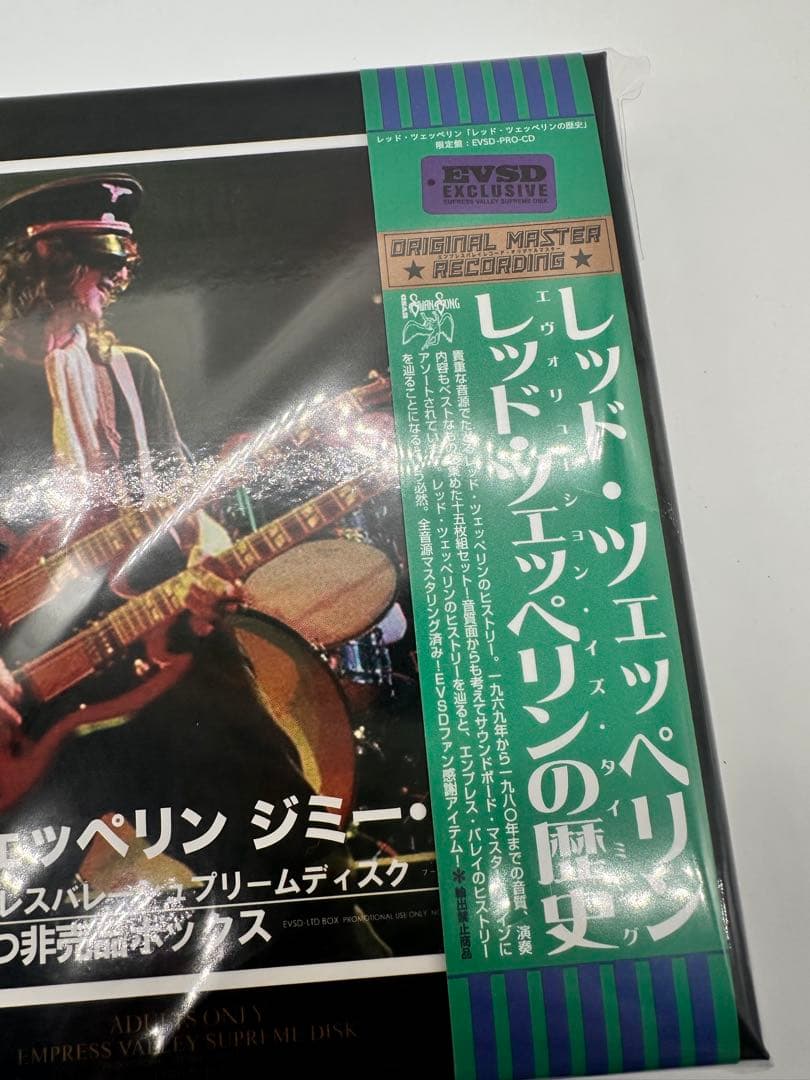 レッド・ツェッペリン「レッド・ツェッペリンの歴史」
限定盤：EVSD-PRO-CD
EVSD
EXCLUSIVE
EMPRESS VALLEY SUPREME DISK
ORIGINAL MASTER
RECORDING
SWAN SONG
レッド・ツェッペリン
エヴォリューション・イズ・タイミング
レッド・ツェッペリンの歴史
レッド・ツェッペリンのヒストリー。一九六九年から一九八〇年までの音質、演奏
内容もベストなものを集めた十五枚組セット！音質面からも考えてサウンドボード・マスター
アソートされてい レッド・ツェッペリンのヒストリーを辿ると、エンプレス・バレイのヒストリー
を辿ることになる 必然。全音源マスタリング済み！EVSDファン感謝アイテム！
＊輸出禁止商品
ェッペリン ジミー・
レスバレー プリームディスク
つ非売品ボックス
EVSD-LTD BOX PROMOTIONAL USE ONLY
ADULTS ONLY
EMPRESS VALLEY SUPREME DISK